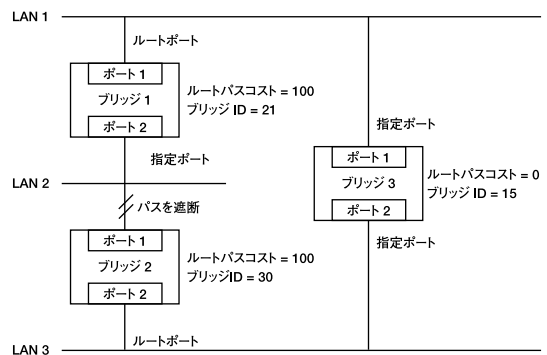 LAN 1
ルートポート
ポート 1
ブリッジ 1
ポート 2
ルートパスコスト = 100
ブリッジ ID = 21
指定ポート
指定ポート
ポート 1
ブリッジ 3
ポート 2
ルートパスコスト = 0
ブリッジ ID = 15
指定ポート
LAN 2
パスを遮断
ポート 1
ブリッジ 2
ポート 2
ルートパスコスト = 100
ブリッジID = 30
ルートポート
LAN 3